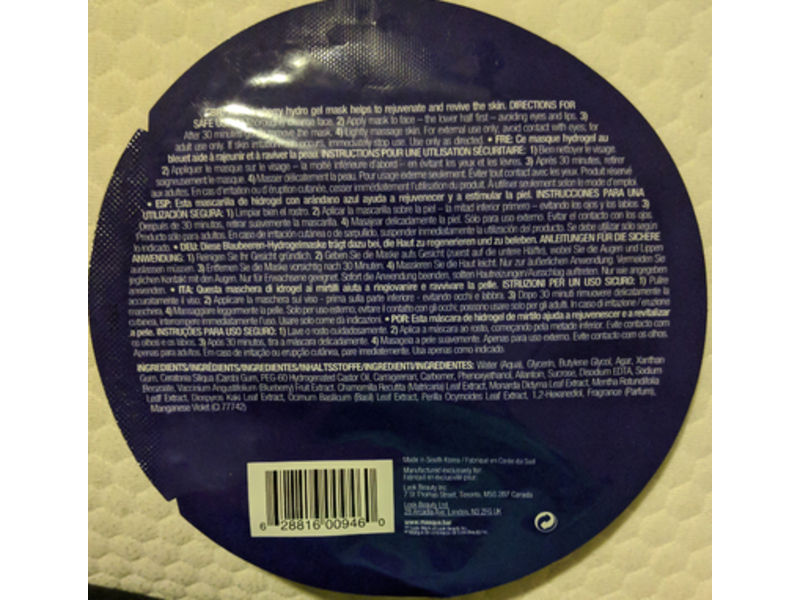 hydro gel mask helps to rejuvenate and revive the skin. DIRECTIONS FOR
SAFE cleanse face. 2) Apply mask to face – the lower half first – avoiding eyes and lips. 3)
After 30 minutes remove the mask. 4) Lightly massage skin. For external use only; avoid contact with eyes; for
adult use only. If skin irritation occurs, immediately stop use. Use only as directed. • FRE: Ce masque hydrogel au
bleuet aide à rajeunir et à raviver la peau. INSTRUCTIONS POUR UNE UTILISATION SÉCURITAIRE: 1) Bien nettoyer le visage.
2) Appliquer le masque sur le visage – la moitié inférieure d'abord – en évitant les yeux et les lèvres. 3) Après 30 minutes, retirer
soigneusement le masque. 4) Masser délicatement la peau. Pour usage externe seulement. Éviter tout contact avec les yeux. Produit réservé
aux adultes. En cas d'irritation ou d'éruption cutanée, cesser immédiatement l'utilisation du produit. À utiliser seulement selon le mode d'emploi.
• ESP: Esta mascarilla de hidrogel con arándano azul ayuda a rejuvenecer y a estimular la piel. INSTRUCCIONES PARA UNA
UTILIZACIÓN SEGURA: 1) Limpiar bien el rostro. 2) Aplicar la mascarilla sobre la piel – la mitad inferior primero – evitando los ojos y los labios. 3)
Después de 30 minutos, retirar suavemente la mascarilla. 4) Masajear delicadamente la piel. Sólo para uso externo. Evitar el contacto con los ojos.
Producto sólo para adultos. En caso de irritación cutánea o de sarpullido, suspender inmediatamente la utilización del producto. Se debe utilizar sólo según
lo indicado. • DEU: Diese Blaubeeren-Hydrogelmaske trägt dazu bei, die Haut zu regenerieren und zu beleben. ANLEITUNGEN FÜR DIE SICHERE
ANWENDUNG: 1) Reinigen Sie Ihr Gesicht gründlich. 2) Geben Sie die Maske aufs Gesicht (zuerst auf die untere Hälfte), wobei Sie die Augen und Lippen
auslassen müssen. 3) Entfernen Sie die Maske vorsichtig nach 30 Minuten. 4) Massieren Sie die Haut leicht. Nur zur äußerlichen Anwendung. Vermeiden Sie
jeglichen Kontakt mit den Augen. Nur für Erwachsene geeignet. Sofort die Anwendung beenden, sollten Hautreizungen/Ausschlag auftreten. Nur wie angegeben
anwenden. • ITA: Questa maschera di idrogel ai mirtilli aiuta a ringiovanire e ravvivare la pelle. ISTRUZIONI PER UN USO SICURO: 1) Pulire
accuratamente il viso. 2) Applicare la maschera sul viso - prima sulla parte inferiore - evitando occhi e labbra. 3) Dopo 30 minuti rimuovere delicatamente la
maschera. 4) Massaggiare leggermente la pelle. Solo per uso esterno, evitare il contatto con gli occhi; possono usare solo per gli adulti. In caso di irritazione / eruzione
cutanea, interrompere immediatamente l'uso. Usare solo come da indicazioni. • POR: Esta máscara de hidrogel de mirtilo ajuda a rejuvenescer e a revitalizar
a pele. INSTRUÇÕES PARA USO SEGURO: 1) Lave o rosto cuidadosamente. 2) Aplica a máscara ao rosto, começando pela metade inferior. Evite contacto com
os olhos e os lábios. 3) Após 30 minutos, tira a máscara delicadamente. 4) Massageia a pele suavemente. Apenas para uso externo. Evite contacto com os olhos.
Apenas para adultos. Em caso de irritação ou erupção cutânea, pare imediatamente. Usa apenas como indicado.
INGREDIENTS/INGRÉDIENTS/INGREDIENTES/INHALTSSTOFFE/INGREDIENTI/INGREDIENTES: Water (Aqua), Glycerin, Butylene Glycol, Agar, Xanthan
Gum, Ceratonia Siliqua (Carob) Gum, PEG-60 Hydrogenated Castor Oil, Carrageenan, Carbomer, Phenoxyethanol, Allantoin, Sucrose, Disodium EDTA, Sodium
Benzoate, Vaccinium Angustifolium (Blueberry) Fruit Extract, Chamomilla Recutita (Matricaria) Leaf Extract, Monarda Didyma Leaf Extract, Mentha Rotundifolia
Leaf Extract, Diospyros Kaki Leaf Extract, Ocimum Basilicum (Basil) Leaf Extract, Perilla Ocymoides Leaf Extract, 1,2-Hexanediol, Fragrance (Parfum),
Manganese Violet (CI 77742)
Made in South Korea / Fabriqué en Corée du Sud
Manufactured exclusively for:
Fabriqué en exclusivité pour:
Look Beauty Inc.
7 St Thomas Street, Toronto, M5S 2B7 Canada
Look Beauty Ltd.
28 Arcadia Ave, London, N3 2FG UK
www.masque.bar
6 28816 00946 0